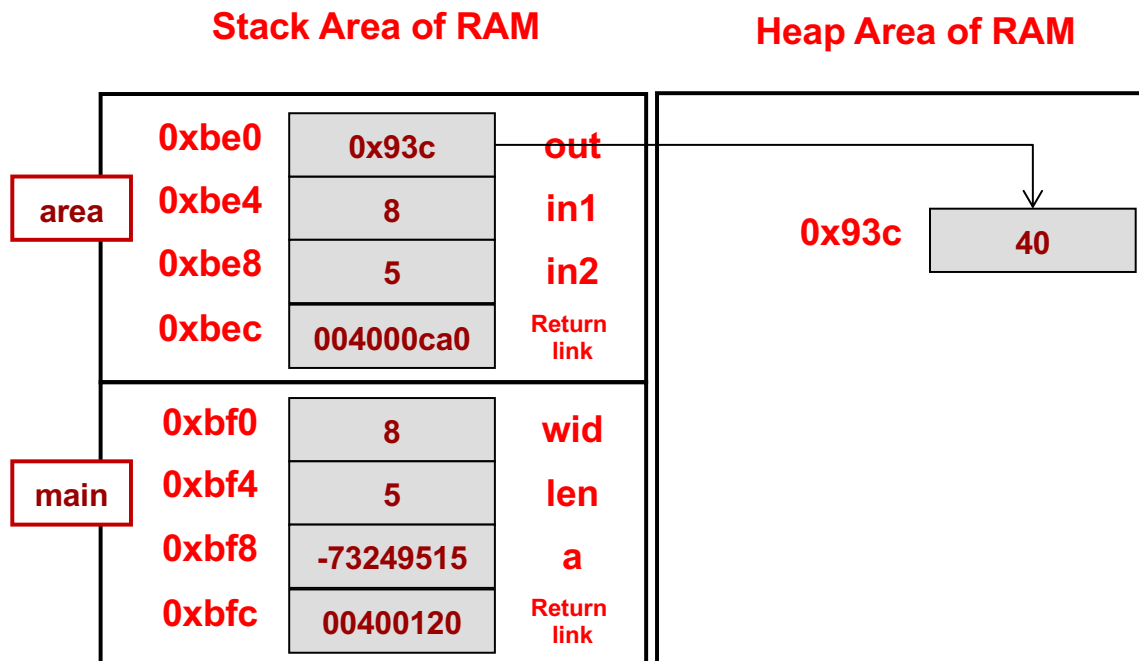 Stack Area of RAM
Heap Area of RAM
area
0xbe0
0x93c
out
0xbe4
8
in1
0xbe8
5
in2
0xbec
004000ca0
Return
link
0x93c
40
main
0xbf0
8
wid
0xbf4
5
len
0xbf8
-73249515
a
0xbfc
00400120
Return
link